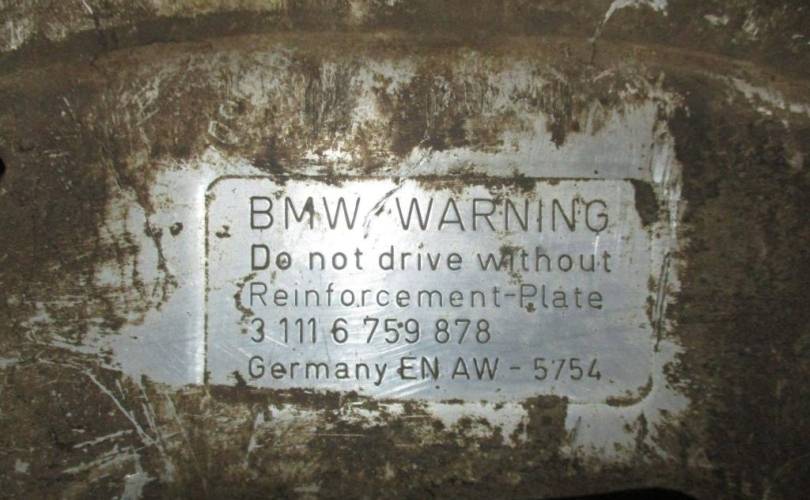 BMW WARNING
Do not drive without
Reinforcement-Plate
3 111 6 759 878
Germany EN AW - 5754